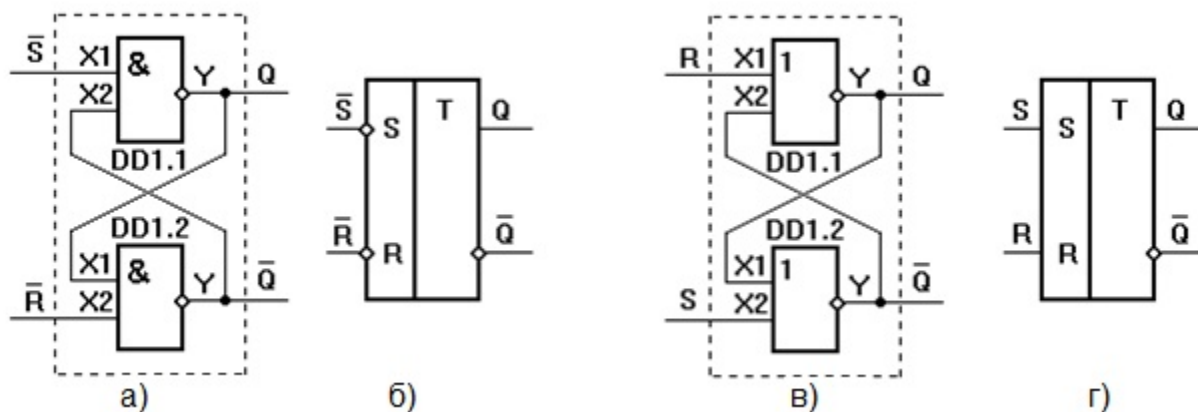 S̅ X1 & Y Q
X2
DD1.1
DD1.2
X1 & Y Q̅
R̅ X2
а)
S̅ S T Q
R̅ R Q̅
б)
R X1 1 Y Q
X2
DD1.1
DD1.2
X1 1 Y Q̅
S X2
в)
S S T Q
R R Q̅
г)